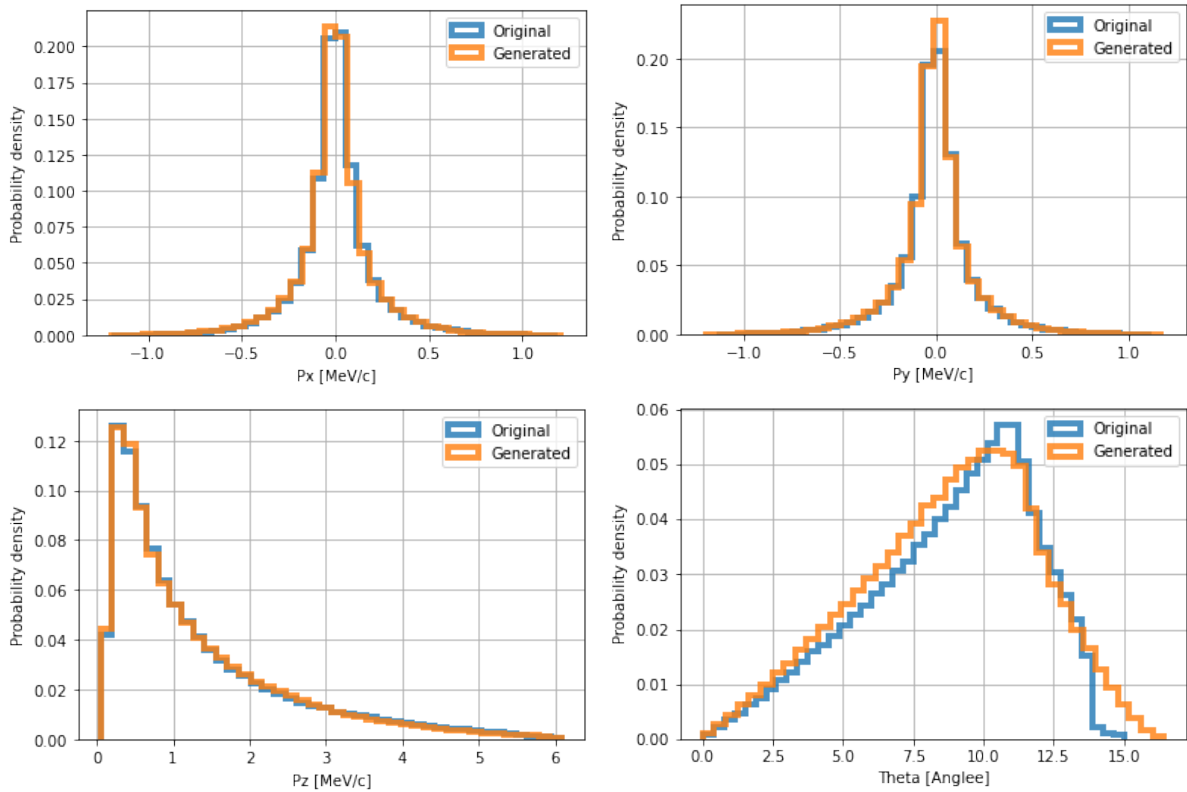 Original
Generated
Probability density
0.200
0.175
0.150
0.125
0.100
0.075
0.050
0.025
0.000
−1.0 −0.5 0.0 0.5 1.0
Px [MeV/c]
Original
Generated
Probability density
0.20
0.15
0.10
0.05
0.00
−1.0 −0.5 0.0 0.5 1.0
Py [MeV/c]
Original
Generated
Probability density
0.12
0.10
0.08
0.06
0.04
0.02
0.00
0 1 2 3 4 5 6
Pz [MeV/c]
Original
Generated
Probability density
0.06
0.05
0.04
0.03
0.02
0.01
0.00
0.0 2.5 5.0 7.5 10.0 12.5 15.0
Theta [Anglee]